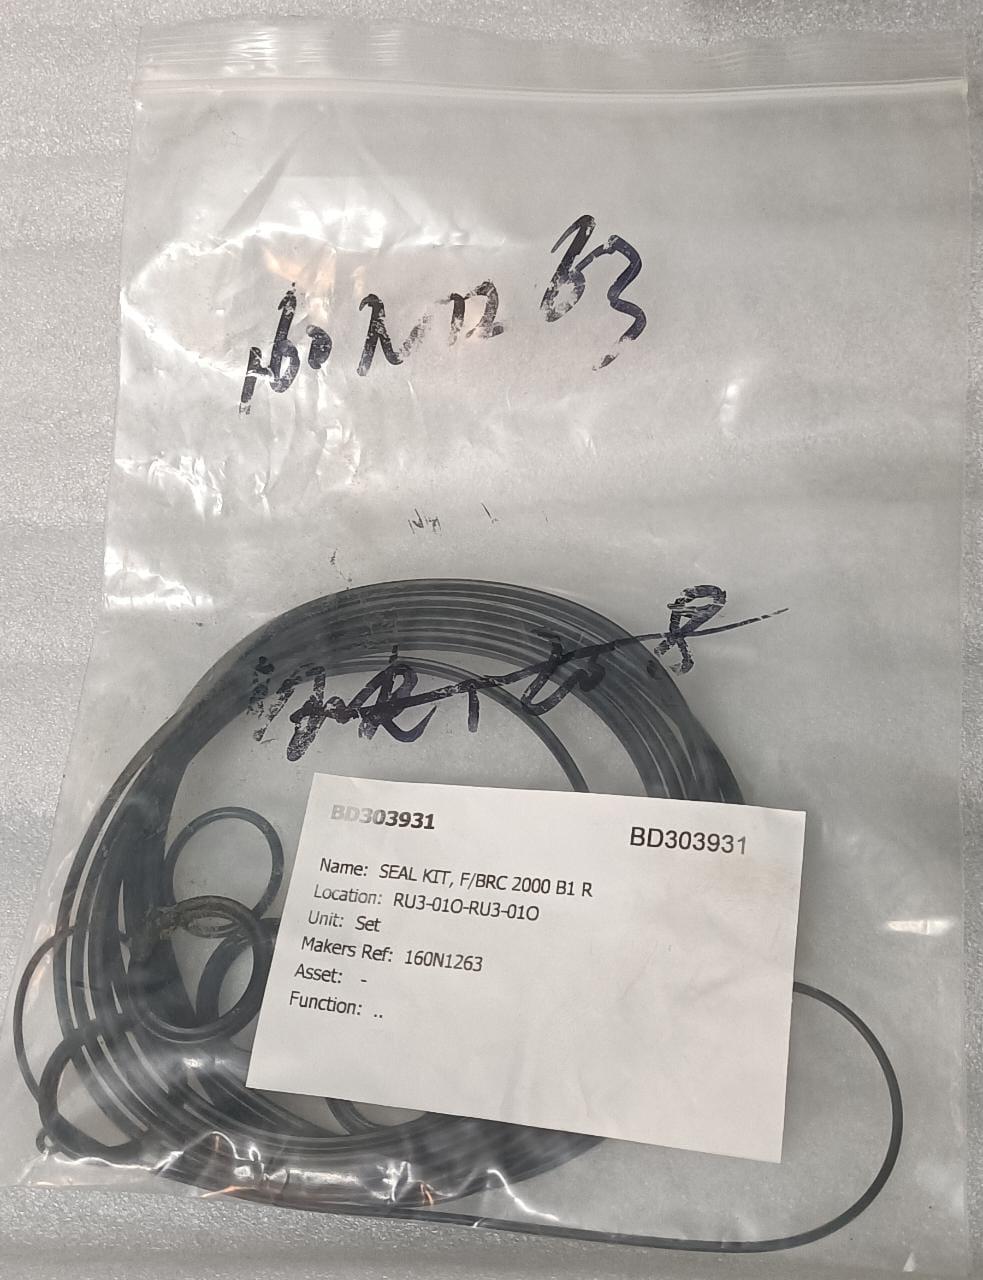 160N12 63
BD303931 BD303931
Name: SEAL KIT, F/BRC 2000 B1 R
Location: RU3-01O-RU3-01O
Unit: Set
Makers Ref: 160N1263
Asset: -
Function: ..